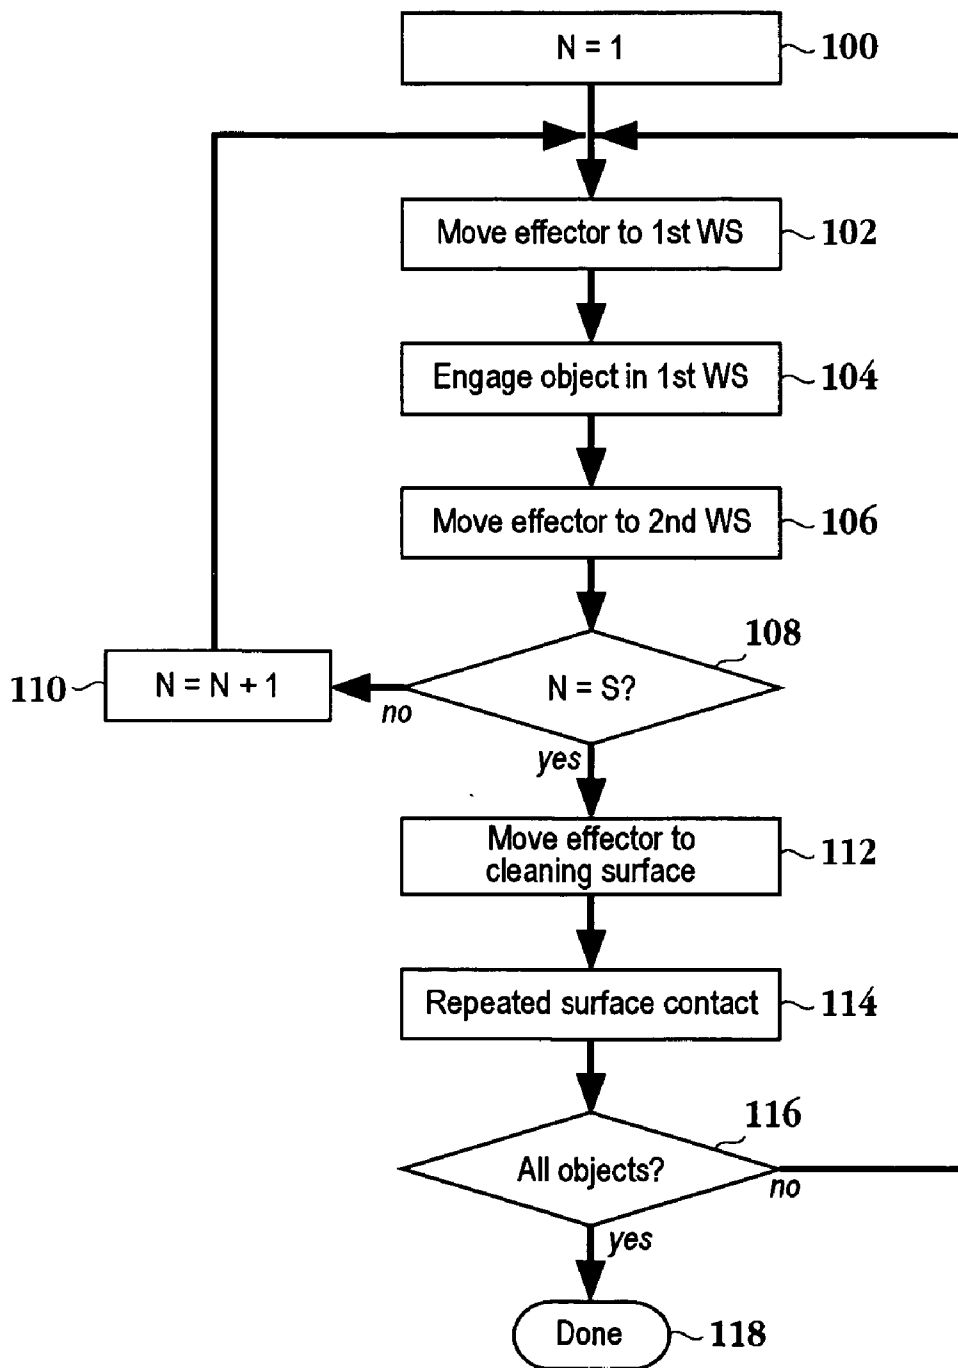 N = 1
100
Move effector to 1st WS
102
Engage object in 1st WS
104
Move effector to 2nd WS
106
108
N = S?
110
N = N + 1
no
yes
Move effector to
cleaning surface
112
Repeated surface contact
114
116
All objects?
no
yes
Done
118